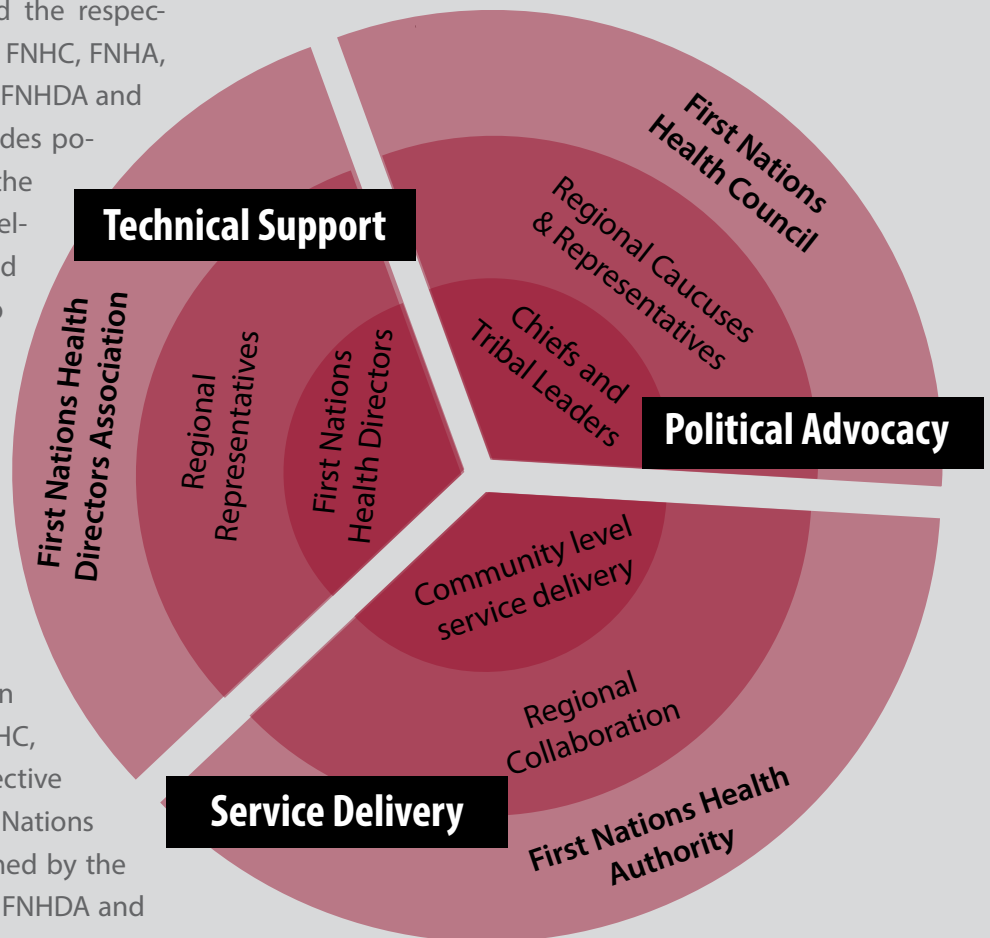 d the respec-
FNHC, FNHA,
FNHDA and
des po-
the
el-
d
n
HC,
ective
Nations
ned by the
FNHDA and
Technical Support
First Nations Health
Directors Association
Regional
Representatives
First Nations
Health Directors
First Nations
Health Council
Regional Caucuses
& Representatives
Chiefs and
Tribal Leaders
Political Advocacy
Community level
service delivery
Regional
Collaboration
Service Delivery
First Nations Health
Authority